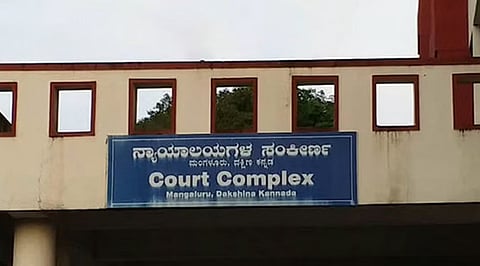 ನ್ಯಾಯಾಲಯಗಳ ಸಂಕೀರ್ಣ
ಮಂಗಳೂರು, ದಕ್ಷಿಣ ಕನ್ನಡ
Court Complex
Mangaluru, Dakshina Kannada